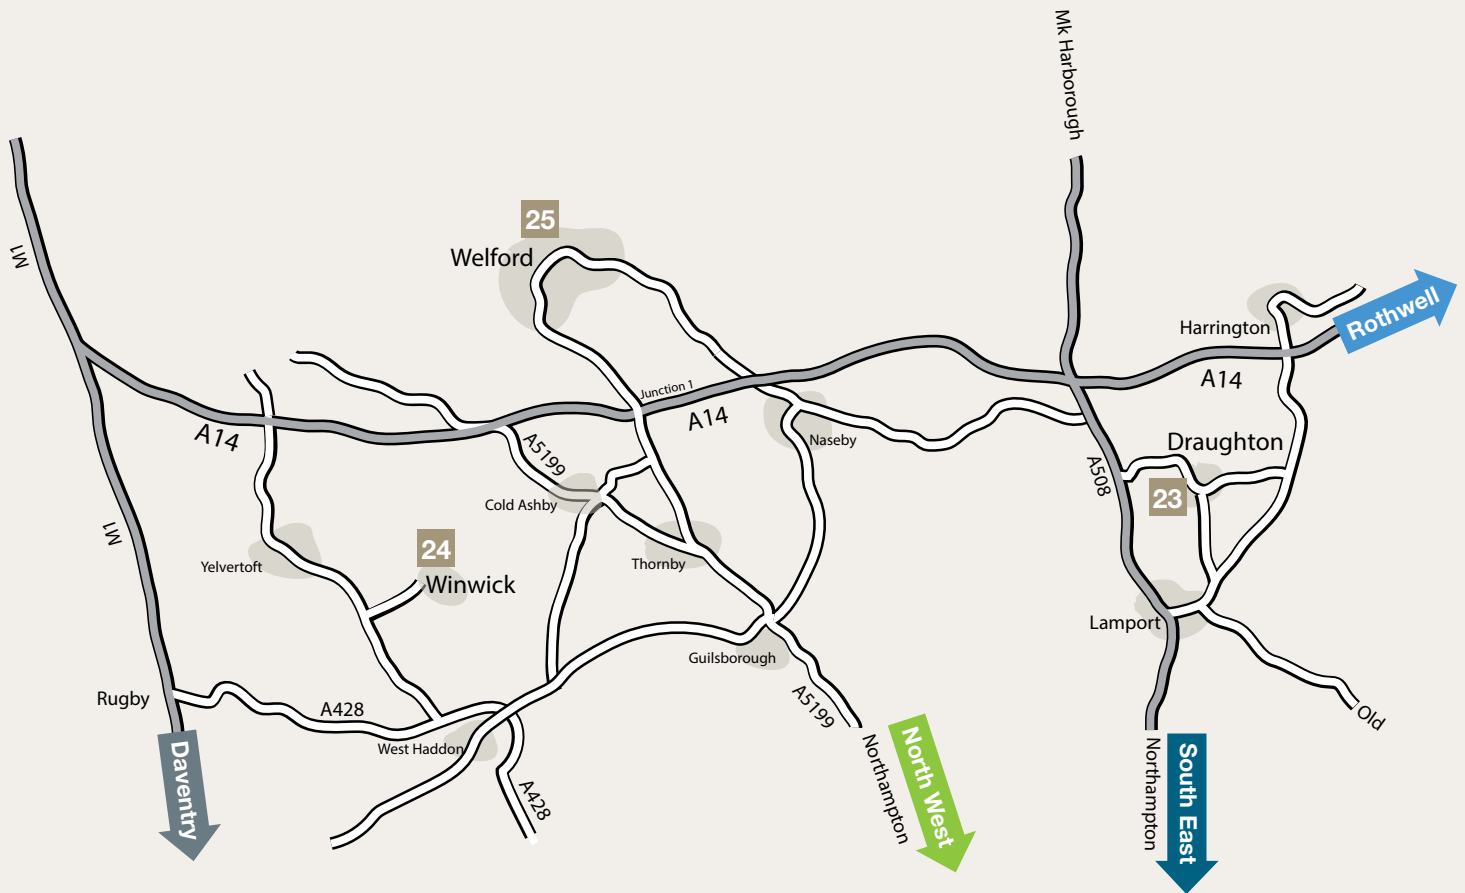 Mk Harborough
M1
25
Welford
Harrington
Rothwell
Junction 1
A14
A14
A14
A5199
Naseby
Draughton
A508
23
Cold Ashby
M1
24
Yelvertoft
Thornby
Winwick
Lamport
Guilsborough
Rugby
A428
A5199
Old
West Haddon
Daventry
A428
Northampton
North West
Northampton
South East